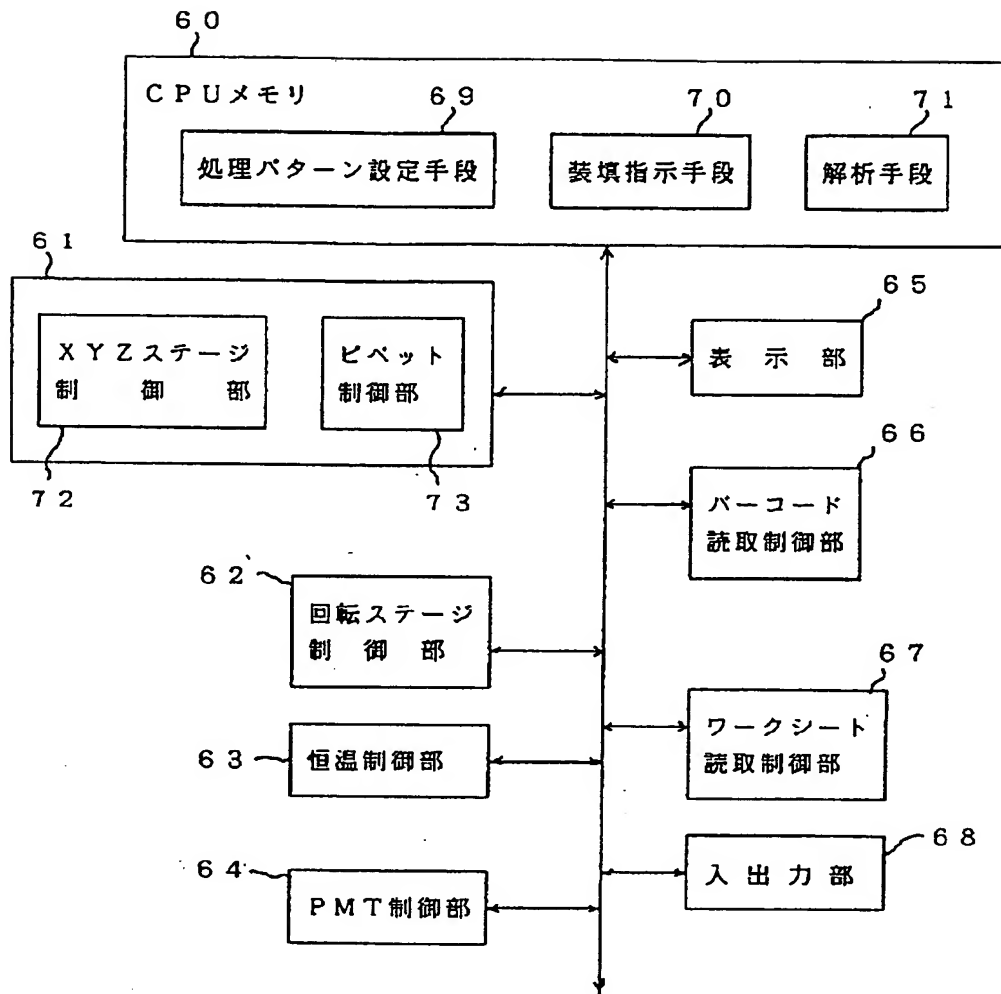 ６０
ＣＰＵメモリ
６９
７０
７１
処理パターン設定手段
装填指示手段
解析手段
６１
ＸＹＺステージ
制御部
ピペット
制御部
７２
７３
６５
表示部
６６
バーコード
読取制御部
６２
回転ステージ
制御部
６７
ワークシート
読取制御部
６３
恒温制御部
６８
入出力部
６４
ＰＭＴ制御部